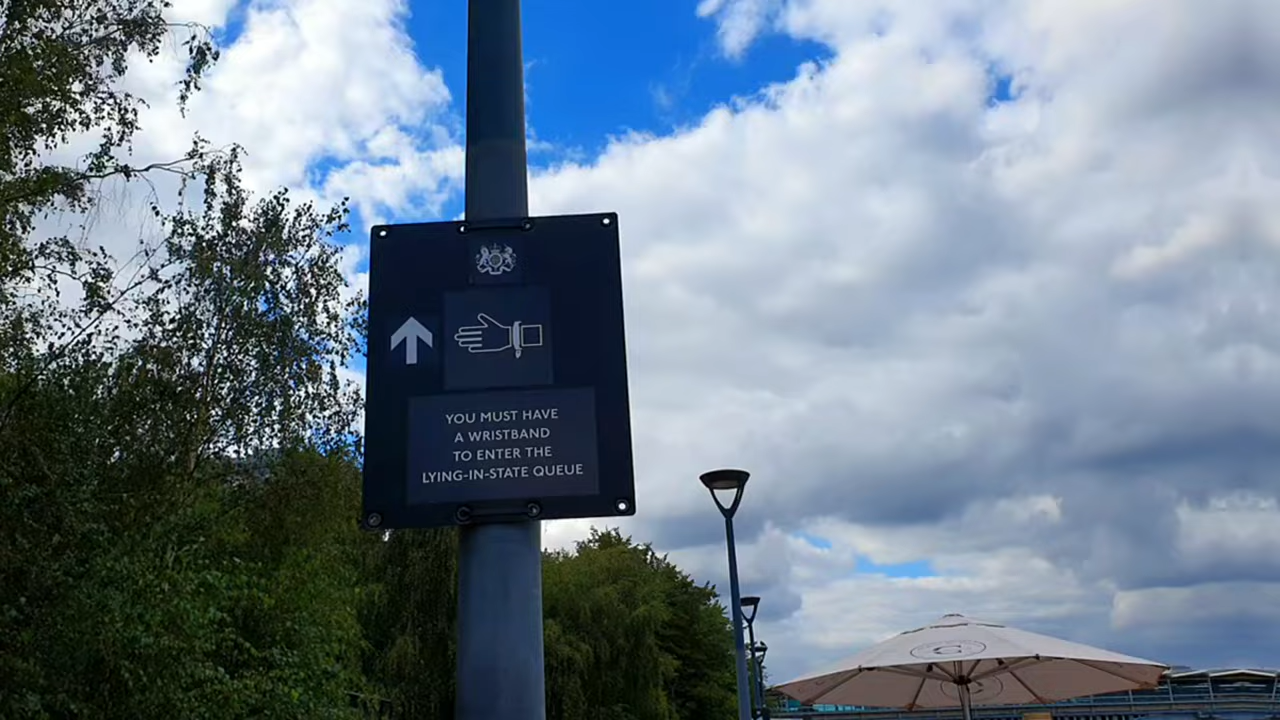 YOU MUST HAVE
A WRISTBAND
TO ENTER THE
LYING-IN-STATE QUEUE